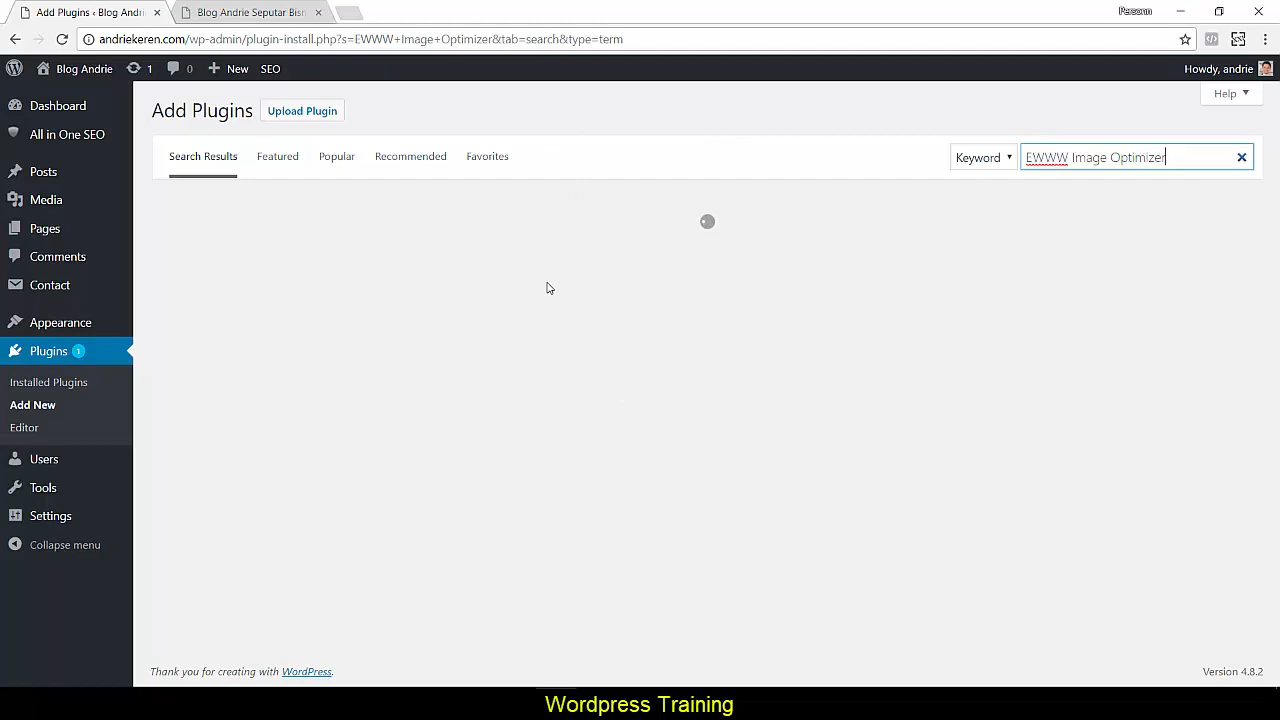 Add Plugins ‹ Blog Andri
Blog Andrie Seputar Bisn
Personn
andriekeren.com/wp-admin/plugin-install.php?s=EWWW+Image+Optimizer&tab=search&type=term
Blog Andrie
1
0
New
SEO
Howdy, andrie
Dashboard
All in One SEO
Posts
Media
Pages
Comments
Contact
Appearance
Plugins 1
Installed Plugins
Add New
Editor
Users
Tools
Settings
Collapse menu
Help
Add Plugins
Upload Plugin
Search Results
Featured
Popular
Recommended
Favorites
Keyword
EWWW Image Optimizer
Thank you for creating with WordPress.
Version 4.8.2
Wordpress Training